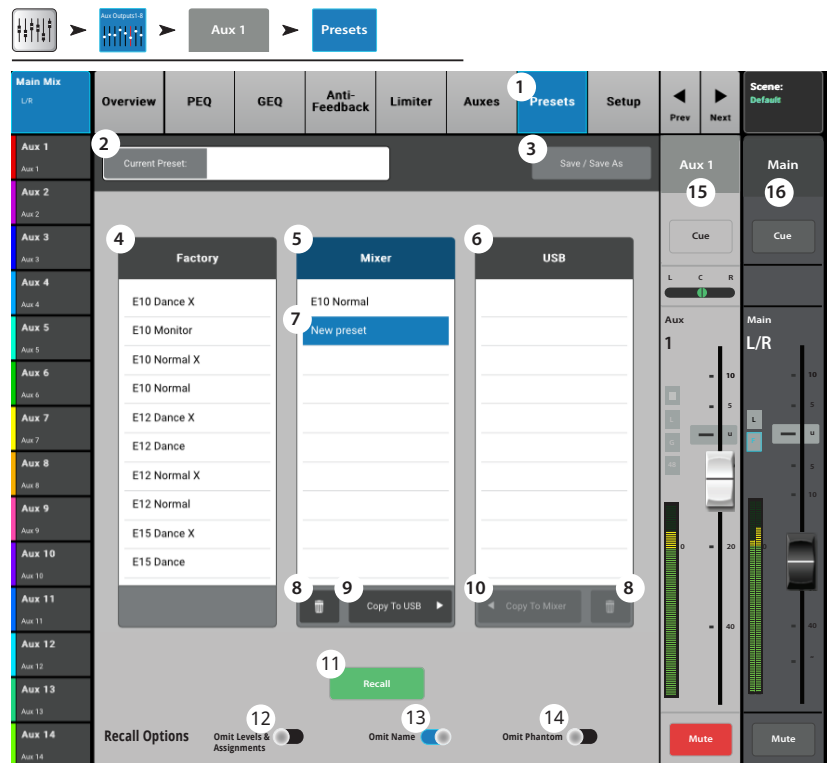 Aux Outputs1-8
Aux 1
Presets
Main Mix
L/R
Overview
PEQ
GEQ
Anti-
Feedback
Limiter
Auxes
1
Presets
Setup
Prev
Next
Scene:
Default
Aux 1
Aux 1
Aux 2
Aux 2
Aux 3
Aux 3
Aux 4
Aux 4
Aux 5
Aux 5
Aux 6
Aux 6
Aux 7
Aux 7
Aux 8
Aux 8
Aux 9
Aux 9
Aux 10
Aux 10
Aux 11
Aux 11
Aux 12
Aux 12
Aux 13
Aux 13
Aux 14
Aux 14
2
Current Preset:
3
Save / Save As
4
Factory
E10 Dance X
E10 Monitor
E10 Normal X
E10 Normal
E12 Dance X
E12 Dance
E12 Normal X
E12 Normal
E15 Dance X
E15 Dance
5
Mixer
E10 Normal
7
New preset
8
9
Copy To USB
6
USB
10
Copy To Mixer
8
11
Recall
Recall Options
12
Omit Levels &
Assignments
13
Omit Name
14
Omit Phantom
Aux 1
15
Cue
L C R
Aux
1
10
5
U
0
20
40
Mute
Main
16
Cue
Main
L/R
L
10
5
U
5
10
0
20
40
Mute